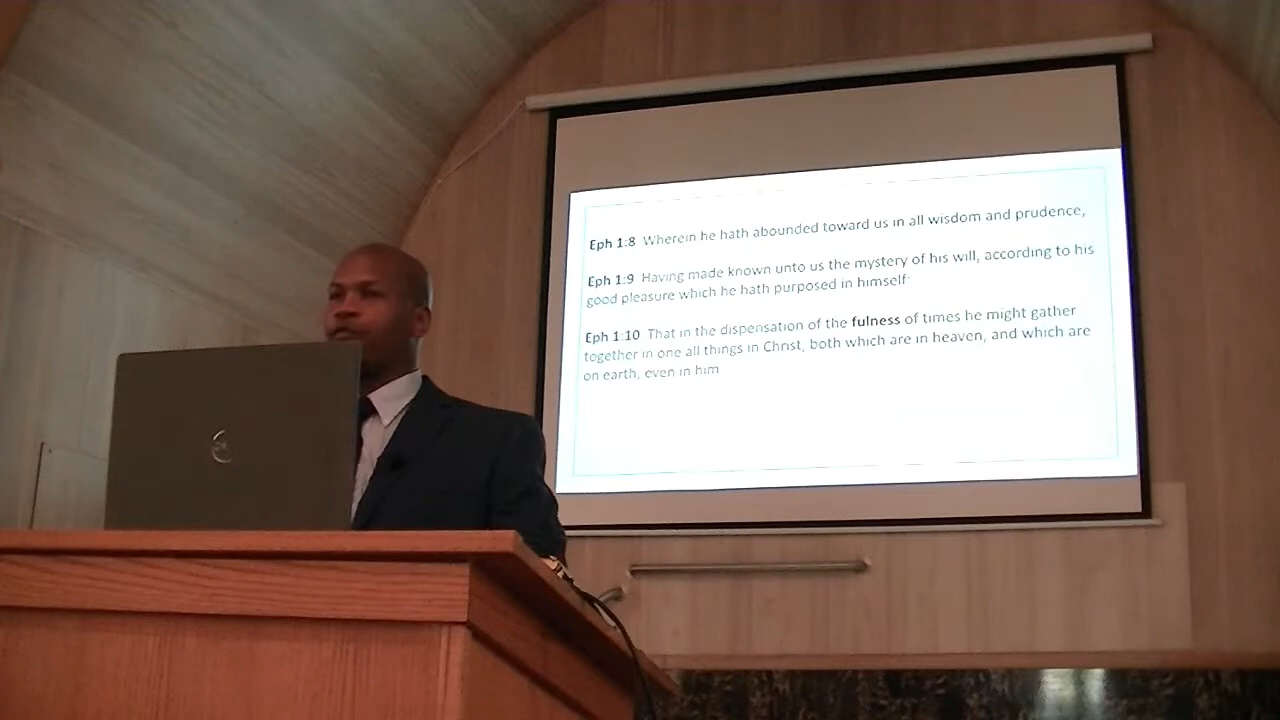 Eph 1:8 Wherein he hath abounded toward us in all wisdom and prudence,
Eph 1:9 Having made known unto us the mystery of his will, according to his
good pleasure which he hath purposed in himself:
Eph 1:10 That in the dispensation of the fulness of times he might gather
together in one all things in Christ, both which are in heaven, and which are
on earth, even in him
DELL